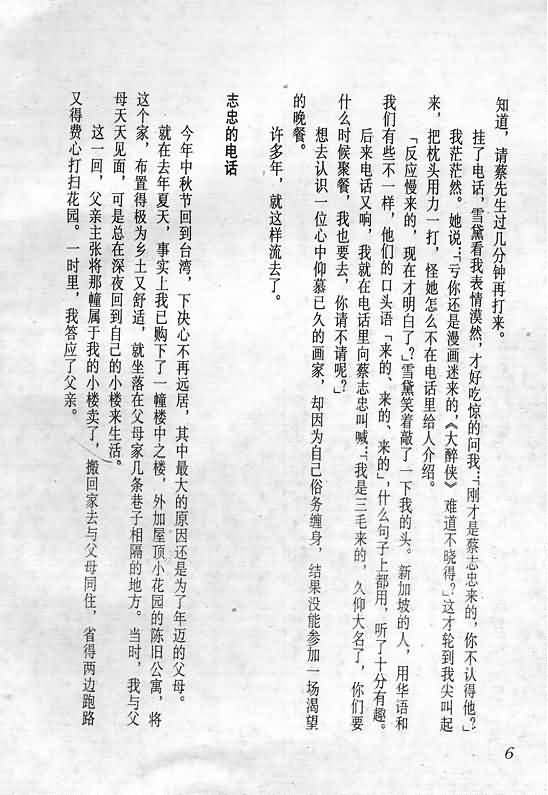 知道，请蔡先生过几分钟再打来。
挂了电话，雪黛看我表情漠然，才好吃惊的问我：「刚才是蔡志忠来的，你不认得他？」
我茫茫然。她说：「亏你还是漫画迷来的，《大醉侠》难道不晓得？」这才轮到我尖叫起
来，把枕头用力一打，怪她怎么不在电话里给人介绍。
「反应慢来的，现在才明白了？」雪黛笑着敲了一下我的头。新加坡的人，用华语和
我们有些不一样，他们的口头语「来的、来的、来的」，什么句子上都用，听了十分有趣。
后来电话又响，我就在电话里向蔡志忠叫喊：「我是三毛来的，久仰大名了，你们要
什么时候聚餐，我也要去，你请不请呢？」
想去认识一位心中仰慕已久的画家，却因为自己俗务缠身，结果没能参加一场渴望
的晚餐。
许多年，就这样流去了。
志忠的电话
今年中秋节回到台湾，下决心不再远居，其中最大的原因还是为了年迈的父母。
就在去年夏天，事实上我已购下了一幢楼中之楼，外加屋顶小花园的陈旧公寓，将
这个家，布置得极为乡土又舒适，就坐落在父母家几条巷子相隔的地方。当时，我与父
母天天见面，可是总在深夜回到自己的小楼来生活。
这一回，父亲主张将那幢属于我的小楼卖了，搬回家去与父母同住，省得两边跑路
又得费心打扫花园。一时里，我答应了父亲。
6